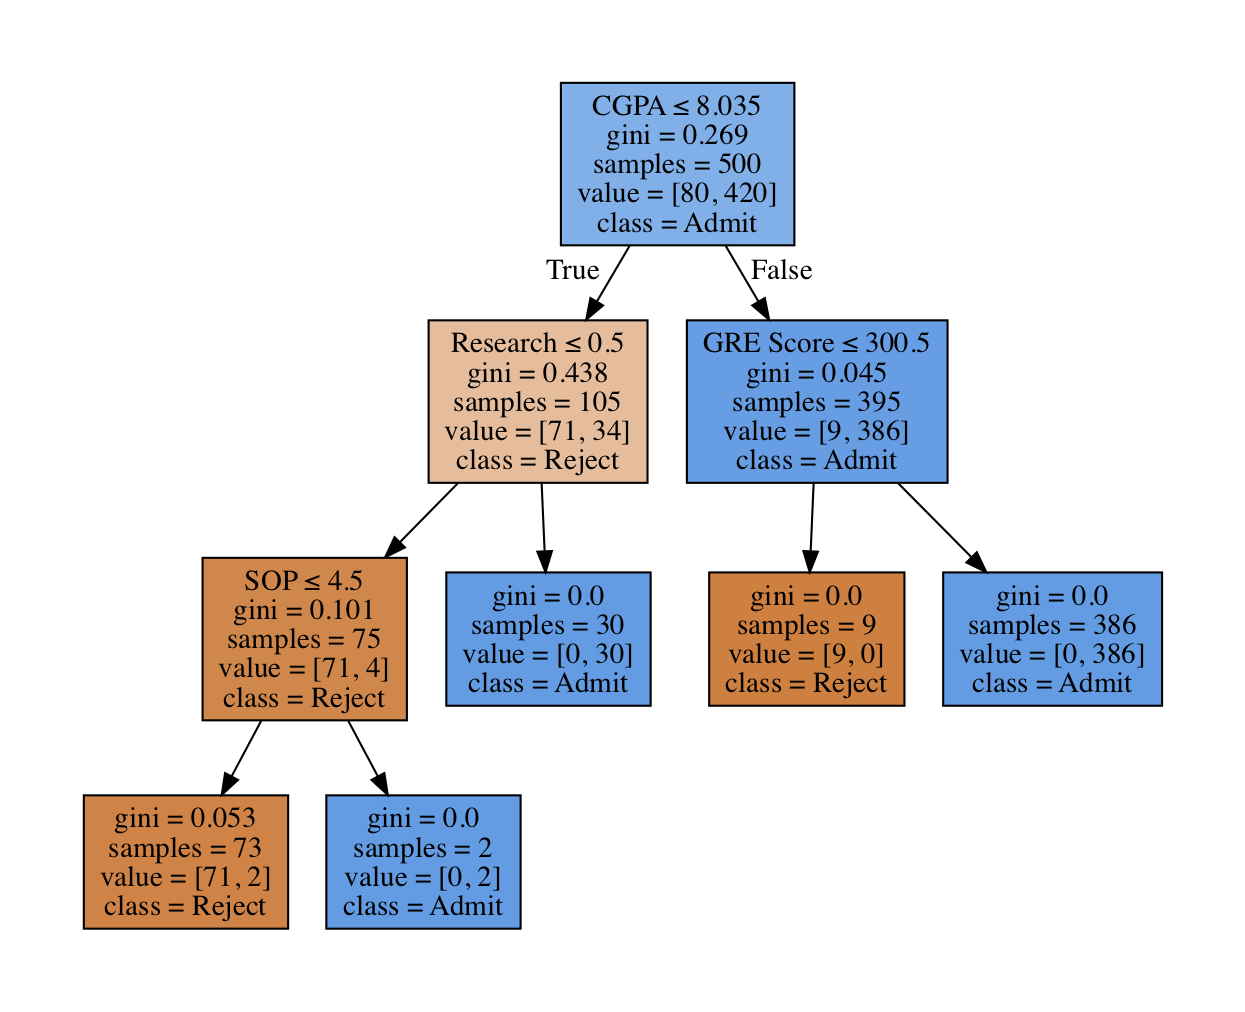 CGPA ≤ 8.035
gini = 0.269
samples = 500
value = [80, 420]
class = Admit
True
False
Research ≤ 0.5
gini = 0.438
samples = 105
value = [71, 34]
class = Reject
GRE Score ≤ 300.5
gini = 0.045
samples = 395
value = [9, 386]
class = Admit
SOP ≤ 4.5
gini = 0.101
samples = 75
value = [71, 4]
class = Reject
gini = 0.0
samples = 30
value = [0, 30]
class = Admit
gini = 0.0
samples = 9
value = [9, 0]
class = Reject
gini = 0.0
samples = 386
value = [0, 386]
class = Admit
gini = 0.053
samples = 73
value = [71, 2]
class = Reject
gini = 0.0
samples = 2
value = [0, 2]
class = Admit